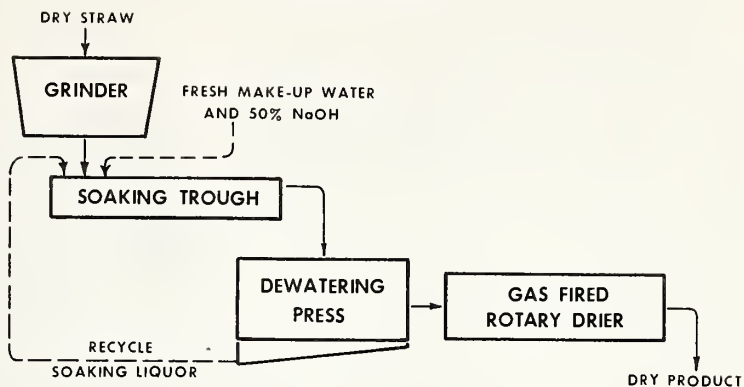 DRY STRAW
GRINDER
FRESH MAKE-UP WATER
AND 50% NaOH
SOAKING TROUGH
DEWATERING
PRESS
GAS FIRED
ROTARY DRIER
RECYCLE
SOAKING LIQUOR
DRY PRODUCT